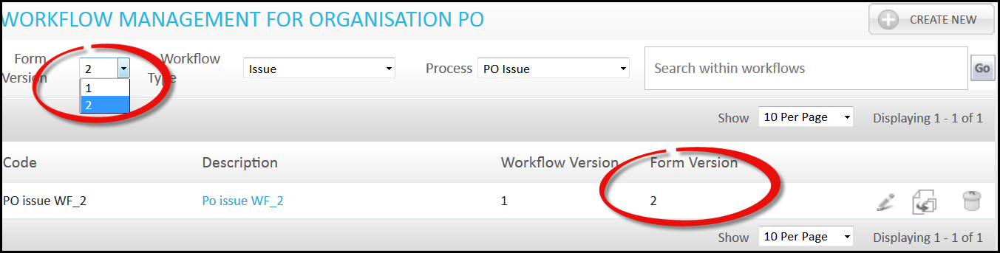 WORKFLOW MANAGEMENT FOR ORGANISATION PO
CREATE NEW
Form Version
2
1
2
Workflow Type
Issue
Process
PO Issue
Search within workflows
Go
Show 10 Per Page Displaying 1 - 1 of 1
Code Description Workflow Version Form Version
PO issue WF_2 Po issue WF_2 1 2
Show 10 Per Page Displaying 1 - 1 of 1